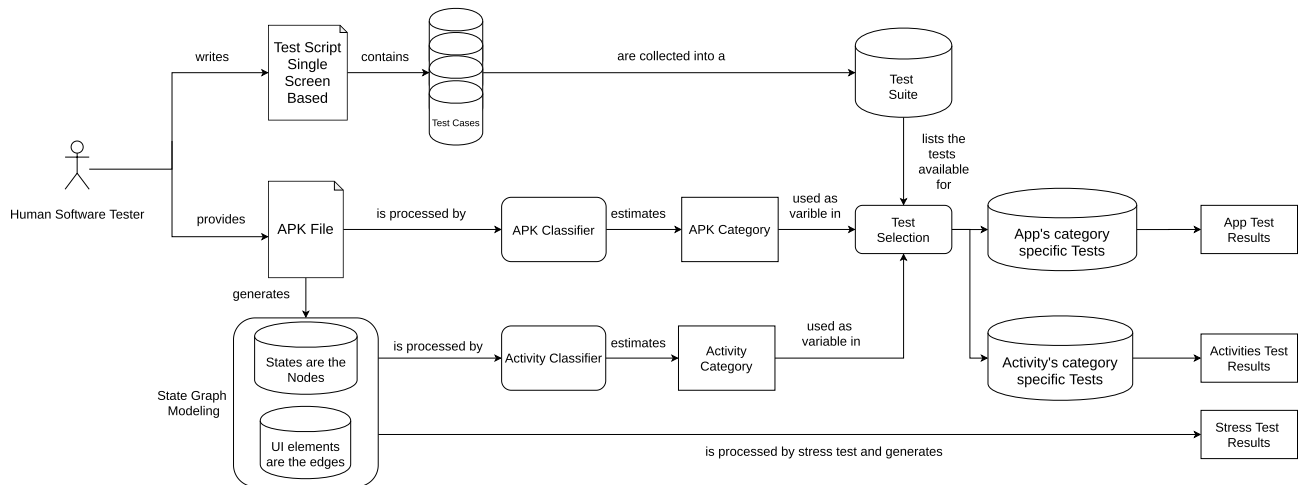 writes
Test Script
Single
Screen
Based
contains
Test Cases
are collected into a
Test
Suite
lists the
tests
available
for
Human Software Tester
provides
APK File
is processed by
APK Classifier
estimates
APK Category
used as
varible in
Test
Selection
App's category
specific Tests
App Test
Results
generates
State Graph
Modeling
States are the
Nodes
UI elements
are the edges
is processed by
Activity Classifier
estimates
Activity
Category
used as
variable in
Activity's category
specific Tests
Activities Test
Results
is processed by stress test and generates
Stress Test
Results